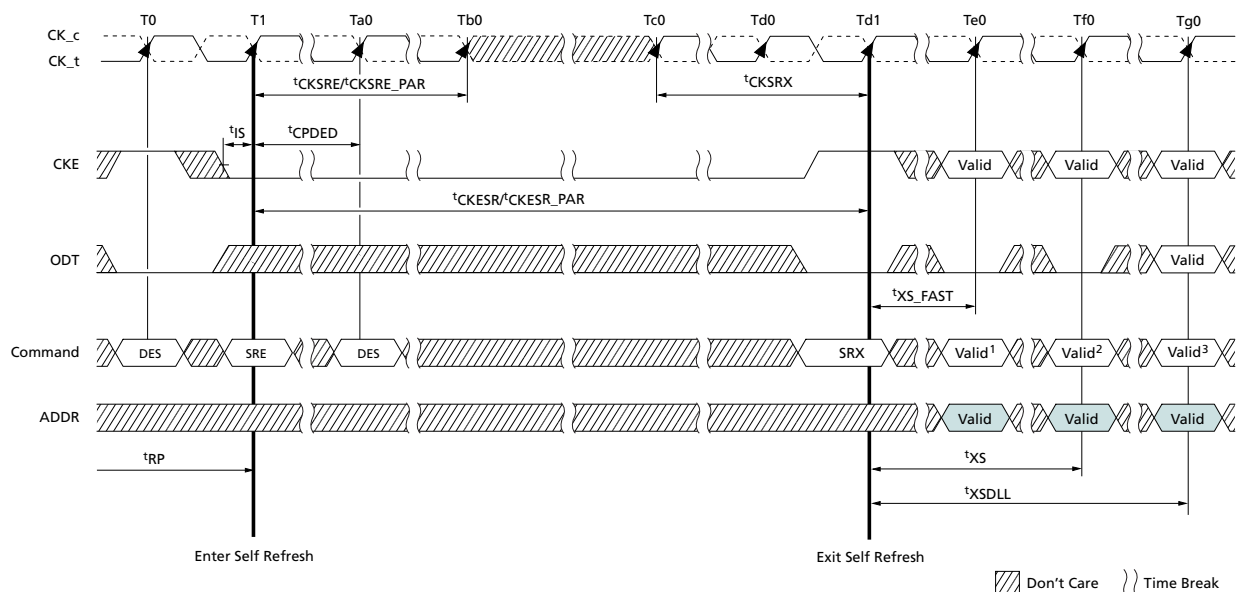 T0 T1 Ta0 Tb0 Tc0 Td0 Td1 Te0 Tf0 Tg0
CK_c
CK_t
tCKSRE/tCKSRE_PAR tCKSRX
tIS tCPDED
CKE Valid Valid Valid
tCKESR/tCKESR_PAR
ODT Valid
tXS_FAST
Command DES SRE DES SRX Valid1 Valid2 Valid3
ADDR Valid Valid Valid
tRP tXS
tXSDLL
Enter Self Refresh Exit Self Refresh
Don't Care Time Break